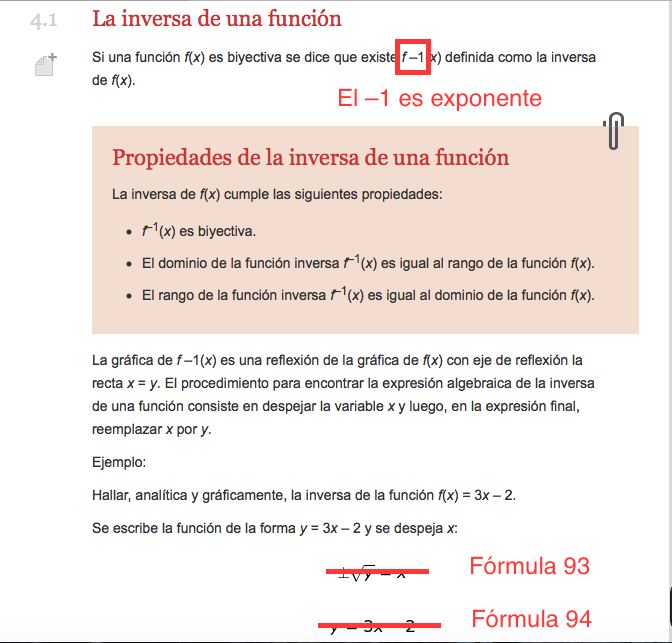 4.1 La inversa de una función
Si una función f(x) es biyectiva se dice que existe f –1(x) definida como la inversa
de f(x).
El –1 es exponente
Propiedades de la inversa de una función
La inversa de f(x) cumple las siguientes propiedades:
• f⁻¹(x) es biyectiva.
• El dominio de la función inversa f⁻¹(x) es igual al rango de la función f(x).
• El rango de la función inversa f⁻¹(x) es igual al dominio de la función f(x).
La gráfica de f –1(x) es una reflexión de la gráfica de f(x) con eje de reflexión la
recta x = y. El procedimiento para encontrar la expresión algebraica de la inversa
de una función consiste en despejar la variable x y luego, en la expresión final,
reemplazar x por y.
Ejemplo:
Hallar, analítica y gráficamente, la inversa de la función f(x) = 3x – 2.
Se escribe la función de la forma y = 3x – 2 y se despeja x:
±√y = x Fórmula 93
y = 3x – 2 Fórmula 94